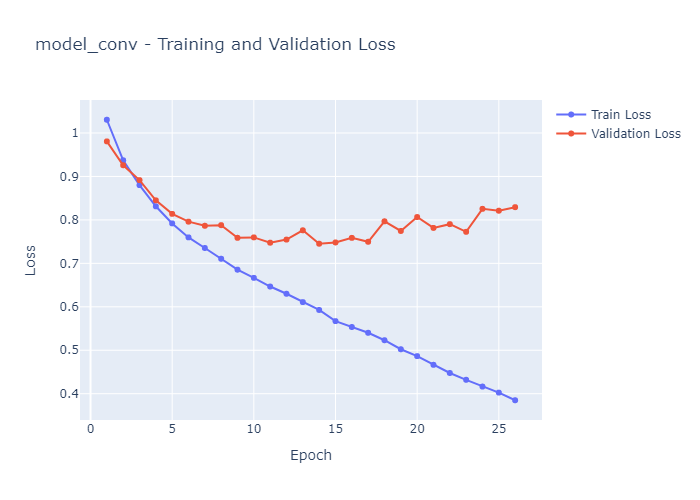 model_conv - Training and Validation Loss
Train Loss
Validation Loss
1
0.9
0.8
0.7
0.6
0.5
0.4
Loss
0 5 10 15 20 25
Epoch